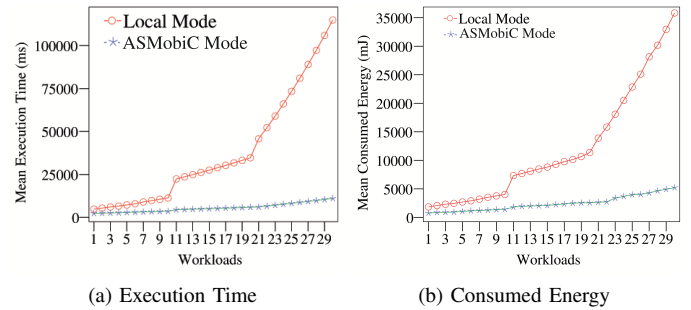 Local Mode
ASMobiC Mode
Mean Execution Time (ms)
100000
75000
50000
25000
0
1 3 5 7 9 11 13 15 17 19 21 23 25 27 29
Workloads
(a) Execution Time
Local Mode
ASMobiC Mode
Mean Consumed Energy (mJ)
35000
30000
25000
20000
15000
10000
5000
0
1 3 5 7 9 11 13 15 17 19 21 23 25 27 29
Workloads
(b) Consumed Energy